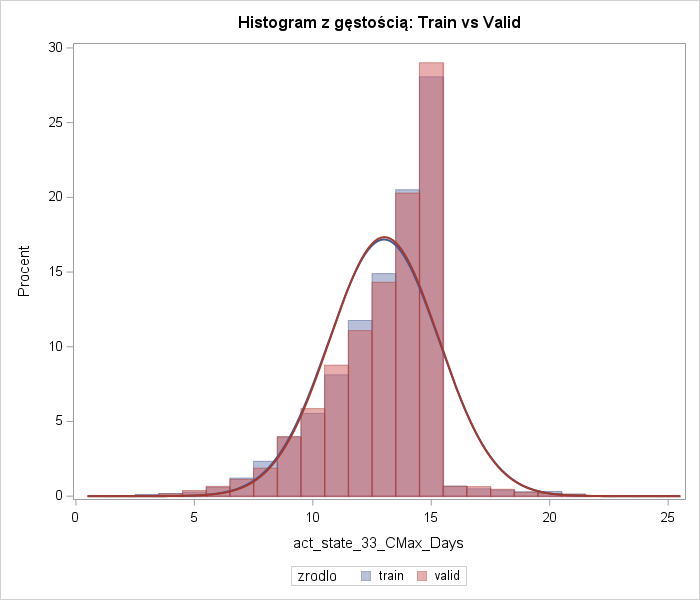 Histogram z gęstością: Train vs Valid
30
25
20
15
10
5
0
Procent
0 5 10 15 20 25
act_state_33_CMax_Days
zrodlo train valid